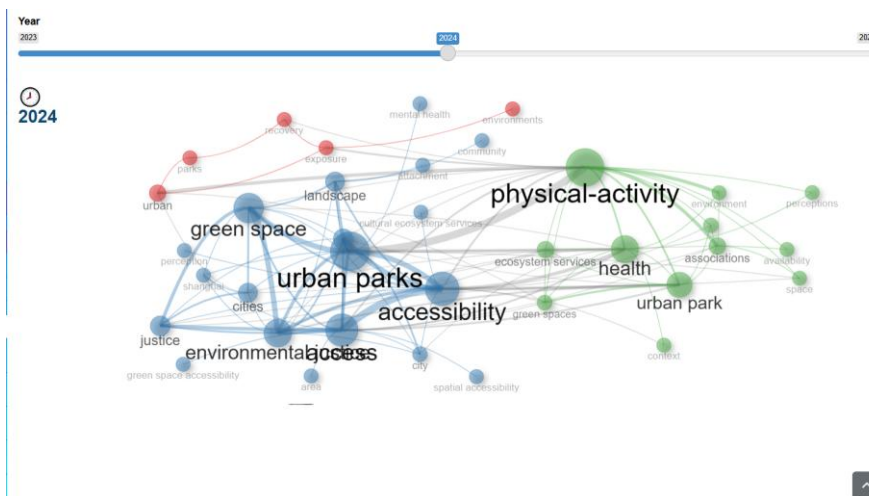 Year
2023
2024
2024
mental health
environments
recovery
community
parks
exposure
attachment
landscape
physical-activity
urban
environment
perceptions
green space
cultural ecosystem services
perception
ecosystem services
associations
availability
urban parks
health
shanghai
space
cities
accessibility
urban park
green spaces
justice
environmental justice
access
city
context
green space accessibility
area
spatial accessibility